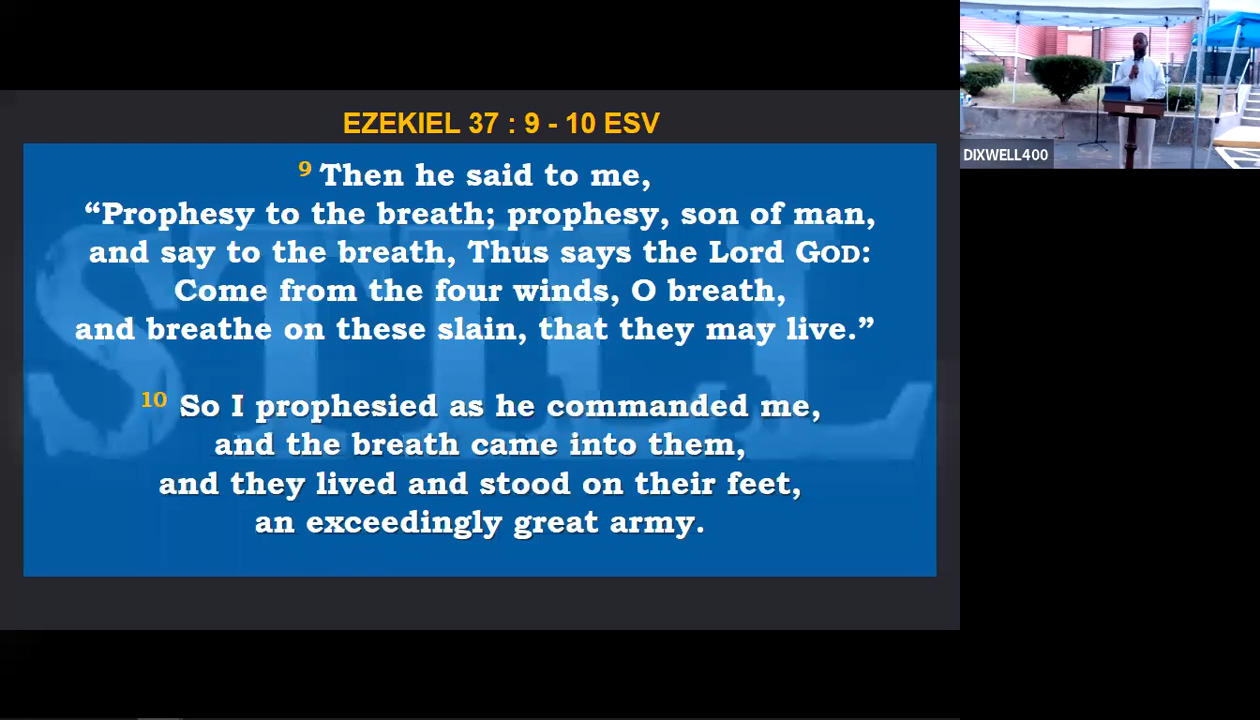 EZEKIEL 37 : 9 - 10 ESV
9 Then he said to me,
“Prophesy to the breath; prophesy, son of man,
and say to the breath, Thus says the Lord GOD:
Come from the four winds, O breath,
and breathe on these slain, that they may live.”
10 So I prophesied as he commanded me,
and the breath came into them,
and they lived and stood on their feet,
an exceedingly great army.
STILL
DIXWELL400